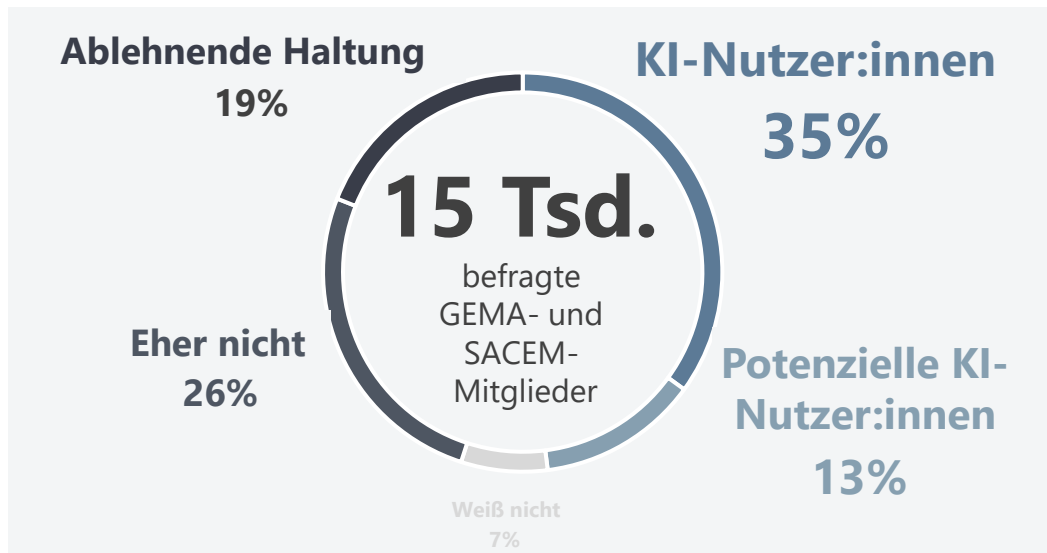 Ablehnende Haltung
19%
KI-Nutzer:innen
35%
15 Tsd.
befragte
GEMA- und
SACEM-
Mitglieder
Eher nicht
26%
Potenzielle KI-
Nutzer:innen
13%
Weiß nicht
7%